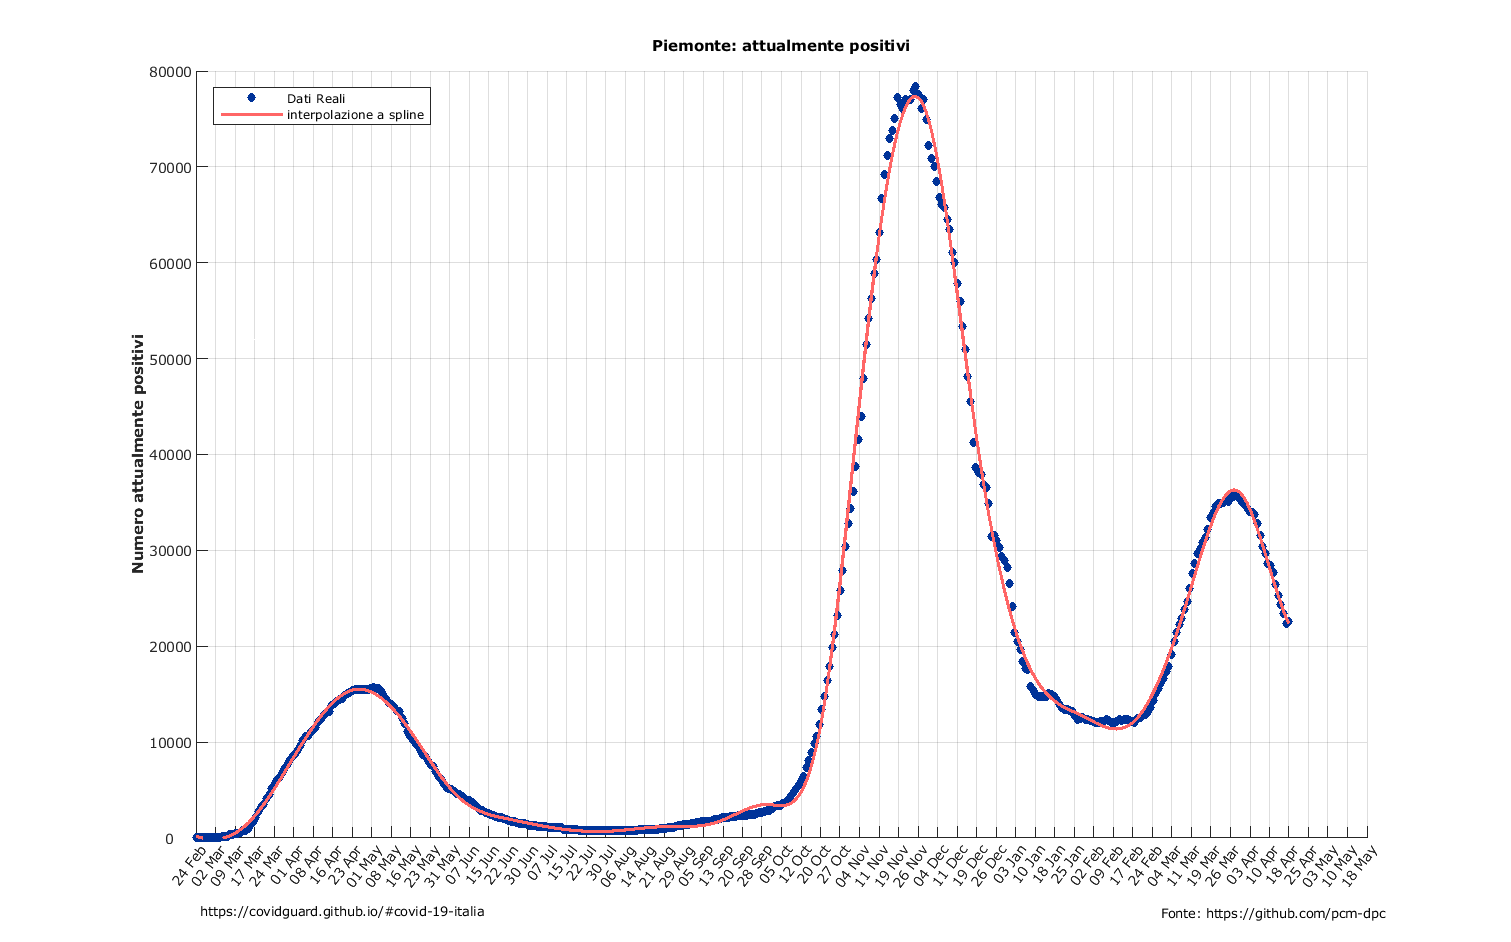 Piemonte: attualmente positivi
Dati Reali
interpolazione a spline
Numero attualmente positivi
80000
70000
60000
50000
40000
30000
20000
10000
0
24 Feb
02 Mar
09 Mar
17 Mar
24 Mar
01 Apr
08 Apr
16 Apr
23 Apr
01 May
08 May
16 May
23 May
31 May
07 Jun
15 Jun
22 Jun
30 Jun
07 Jul
15 Jul
22 Jul
30 Jul
06 Aug
14 Aug
21 Aug
29 Aug
05 Sep
13 Sep
20 Sep
28 Sep
05 Oct
12 Oct
20 Oct
27 Oct
04 Nov
11 Nov
19 Nov
26 Nov
04 Dec
11 Dec
19 Dec
26 Dec
03 Jan
10 Jan
18 Jan
25 Jan
02 Feb
09 Feb
17 Feb
24 Feb
04 Mar
11 Mar
19 Mar
26 Mar
03 Apr
10 Apr
18 Apr
25 Apr
03 May
10 May
18 May
https://covidguard.github.io/#covid-19-italia
Fonte: https://github.com/pcm-dpc